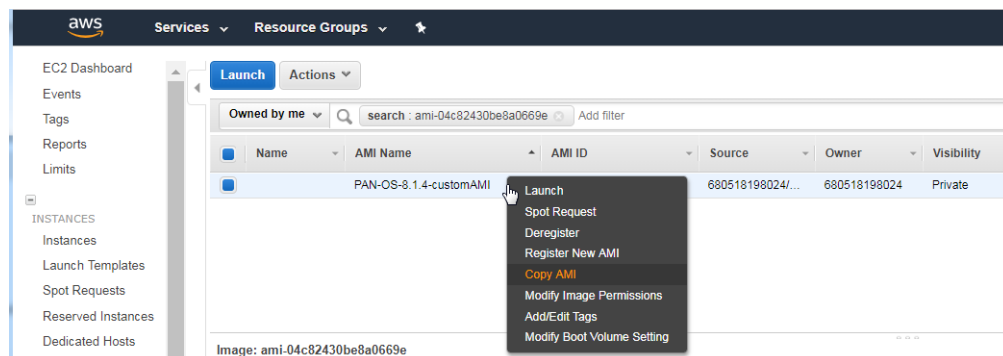 aws Services Resource Groups
EC2 Dashboard
Events
Tags
Reports
Limits
INSTANCES
Instances
Launch Templates
Spot Requests
Reserved Instances
Dedicated Hosts
Launch Actions
Owned by me search : ami-04c82430be8a0669e Add filter
Name AMI Name AMI ID Source Owner Visibility
PAN-OS-8.1.4-customAMI 680518198024/... 680518198024 Private
Launch
Spot Request
Deregister
Register New AMI
Copy AMI
Modify Image Permissions
Add/Edit Tags
Modify Boot Volume Setting
Image: ami-04c82430be8a0669e